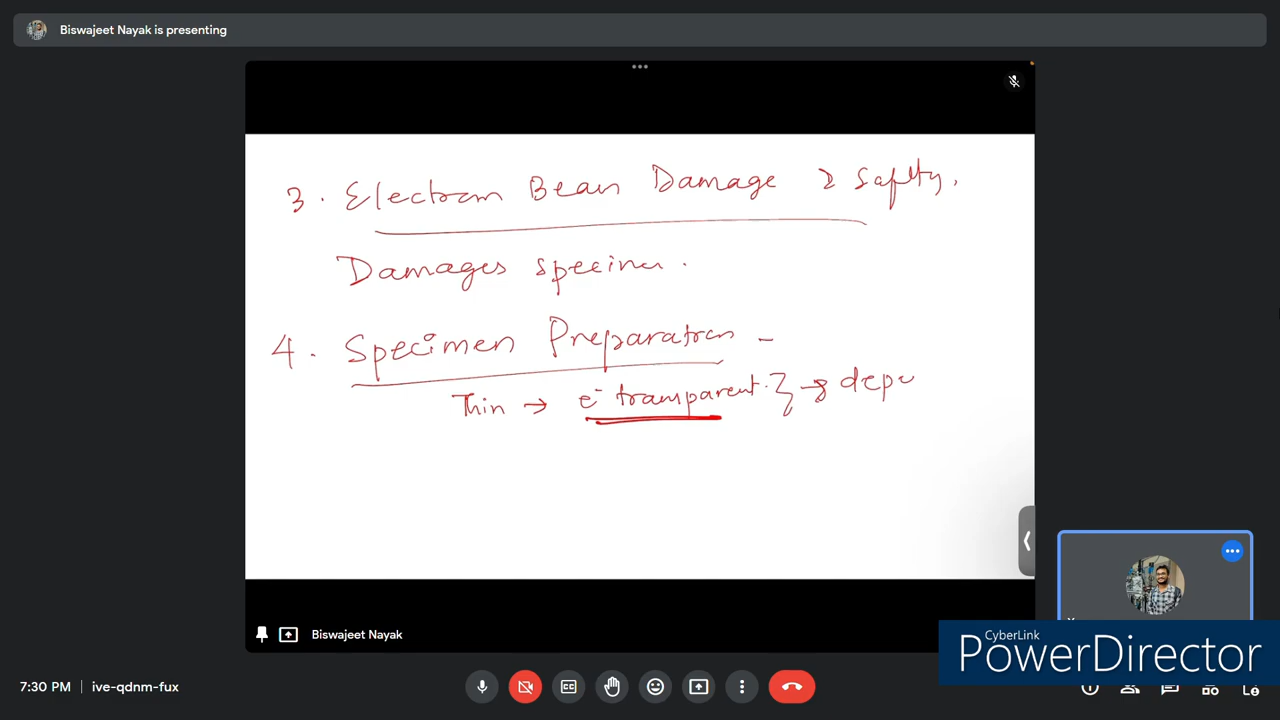 Biswajeet Nayak is presenting
3. Electron Beam Damage & Safety.
Damages specimen.
4. Specimen Preparation -
Thin → e⁻ transparent. } → depe
Biswajeet Nayak
CyberLink
PowerDirector
7:30 PM | ive-qdnm-fux